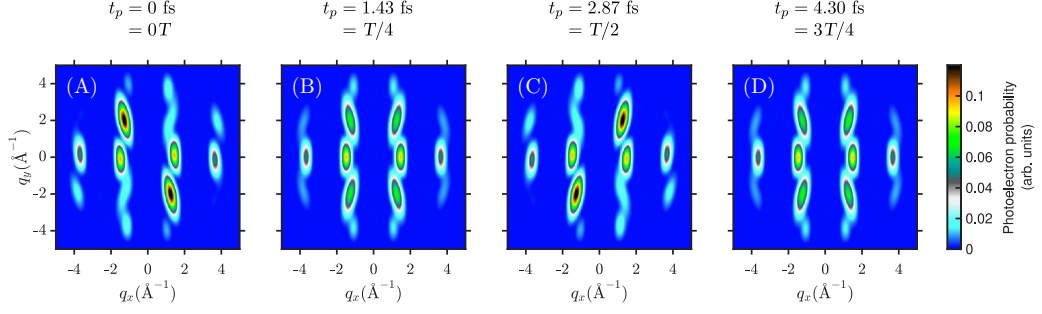 t_p = 0 fs
= 0T
t_p = 1.43 fs
= T/4
t_p = 2.87 fs
= T/2
t_p = 4.30 fs
= 3T/4
(A)
(B)
(C)
(D)
4
2
0
-2
-4
q_y(Å⁻¹)
-4 -2 0 2 4
-4 -2 0 2 4
-4 -2 0 2 4
-4 -2 0 2 4
q_x(Å⁻¹)
q_x(Å⁻¹)
q_x(Å⁻¹)
q_x(Å⁻¹)
0.1
0.08
0.06
0.04
0.02
0
Photoelectron probability
(arb. units)